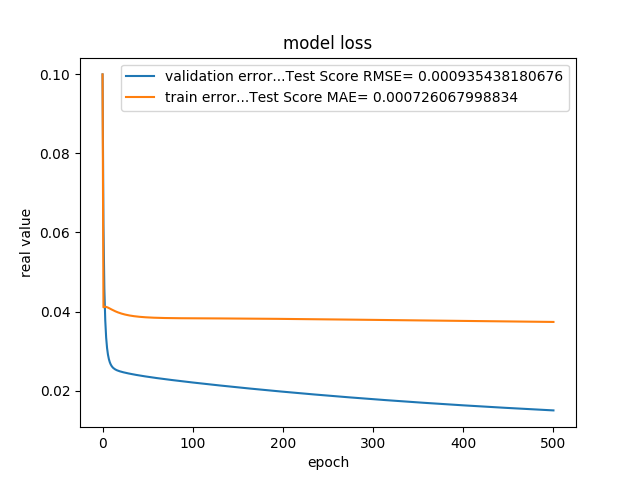 model loss
validation error...Test Score RMSE= 0.000935438180676
train error...Test Score MAE= 0.000726067998834
0.10
0.08
0.06
0.04
0.02
real value
0
100
200
300
400
500
epoch